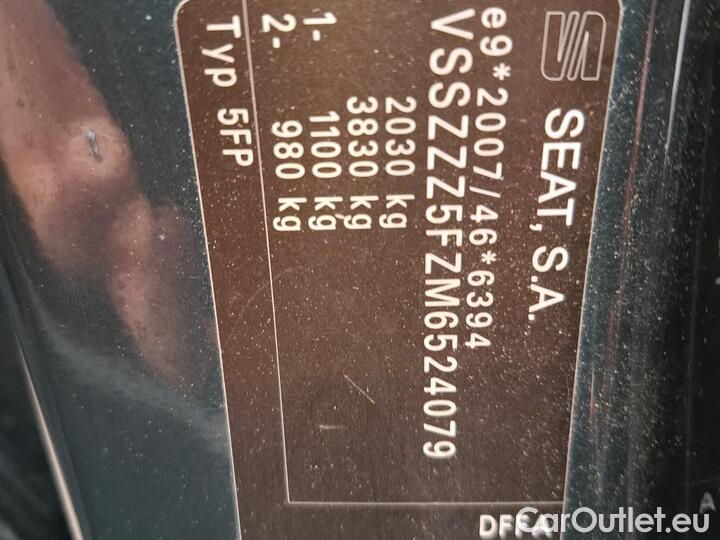 SEAT, S.A.
e9*2007/46*6394
VSSZZZ5FZM6524079
2030 kg
3830 kg
1- 1100 kg
2- 980 kg
Typ 5FP
A
CarOutlet.eu